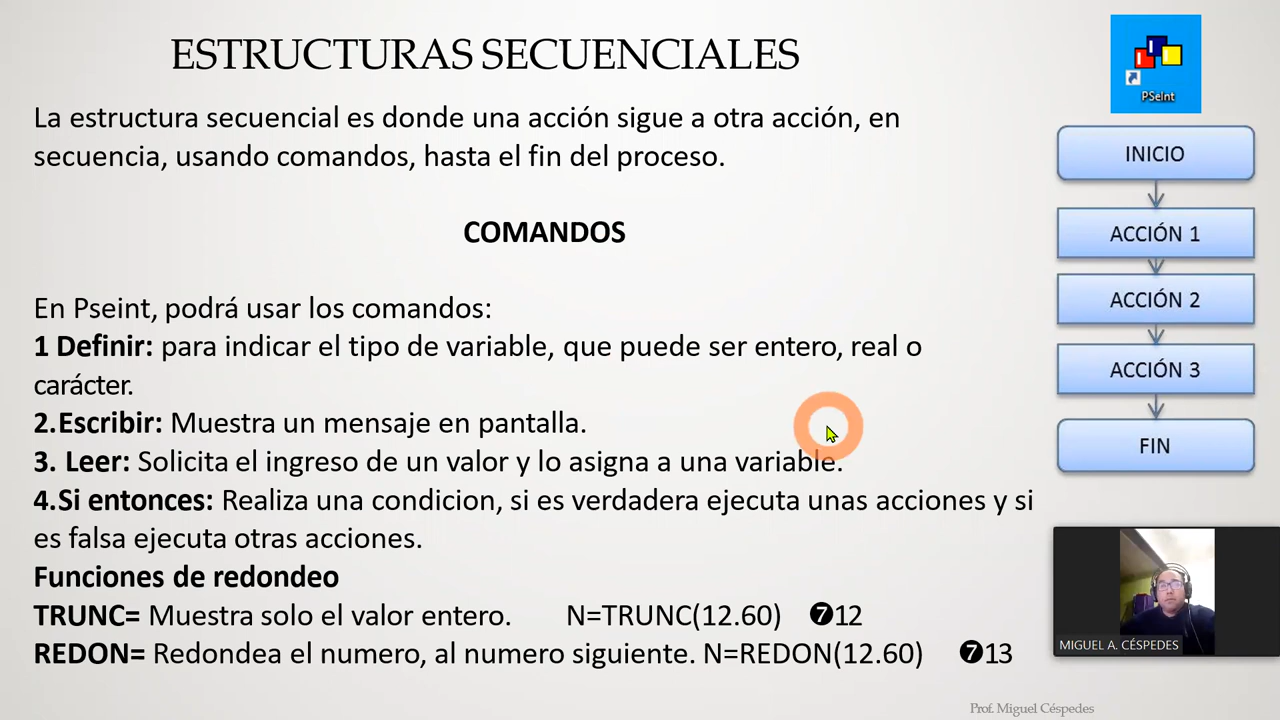 ESTRUCTURAS SECUENCIALES
PSeInt
La estructura secuencial es donde una acción sigue a otra acción, en
secuencia, usando comandos, hasta el fin del proceso.
COMANDOS
En Pseint, podrá usar los comandos:
1 Definir: para indicar el tipo de variable, que puede ser entero, real o
carácter.
2.Escribir: Muestra un mensaje en pantalla.
3. Leer: Solicita el ingreso de un valor y lo asigna a una variable.
4.Si entonces: Realiza una condicion, si es verdadera ejecuta unas acciones y si
es falsa ejecuta otras acciones.
Funciones de redondeo
TRUNC= Muestra solo el valor entero. N=TRUNC(12.60) ❼12
REDON= Redondea el numero, al numero siguiente. N=REDON(12.60) ❼13
INICIO
ACCIÓN 1
ACCIÓN 2
ACCIÓN 3
FIN
MIGUEL A. CÉSPEDES
Prof. Miguel Céspedes